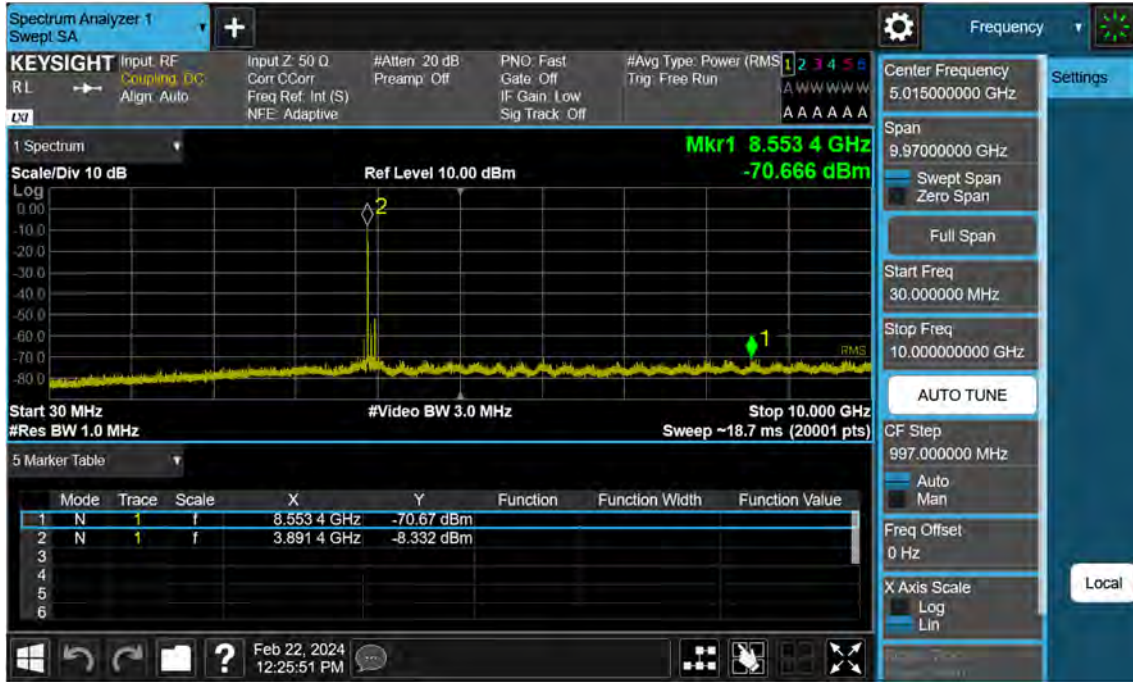 Spectrum Analyzer 1
Swept SA
Frequency
KEYSIGHT
RL
LXI
Input: RF
Coupling: DC
Align: Auto
Input Z: 50 Ω
Corr CCorr
Freq Ref: Int (S)
NFE: Adaptive
#Atten: 20 dB
Preamp: Off
PNO: Fast
Gate: Off
IF Gain: Low
Sig Track: Off
#Avg Type: Power (RMS
Trig: Free Run
1 2 3 4 5 6
A W W W W W
A A A A A A
1 Spectrum
Scale/Div 10 dB
Ref Level 10.00 dBm
Mkr1 8.553 4 GHz
-70.666 dBm
Log
0.00
-10.0
-20.0
-30.0
-40.0
-50.0
-60.0
-70.0
-80.0
2
1
RMS
Start 30 MHz
#Video BW 3.0 MHz
Stop 10.000 GHz
#Res BW 1.0 MHz
Sweep ~18.7 ms (20001 pts)
5 Marker Table
Mode Trace Scale X Y Function Function Width Function Value
1 N 1 f 8.553 4 GHz -70.67 dBm
2 N 1 f 3.891 4 GHz -8.332 dBm
3
4
5
6
Feb 22, 2024
12:25:51 PM
Center Frequency
5.015000000 GHz
Span
9.97000000 GHz
Swept Span
Zero Span
Full Span
Start Freq
30.000000 MHz
Stop Freq
10.000000000 GHz
AUTO TUNE
CF Step
997.000000 MHz
Auto
Man
Freq Offset
0 Hz
X Axis Scale
Log
Lin
Settings
Local